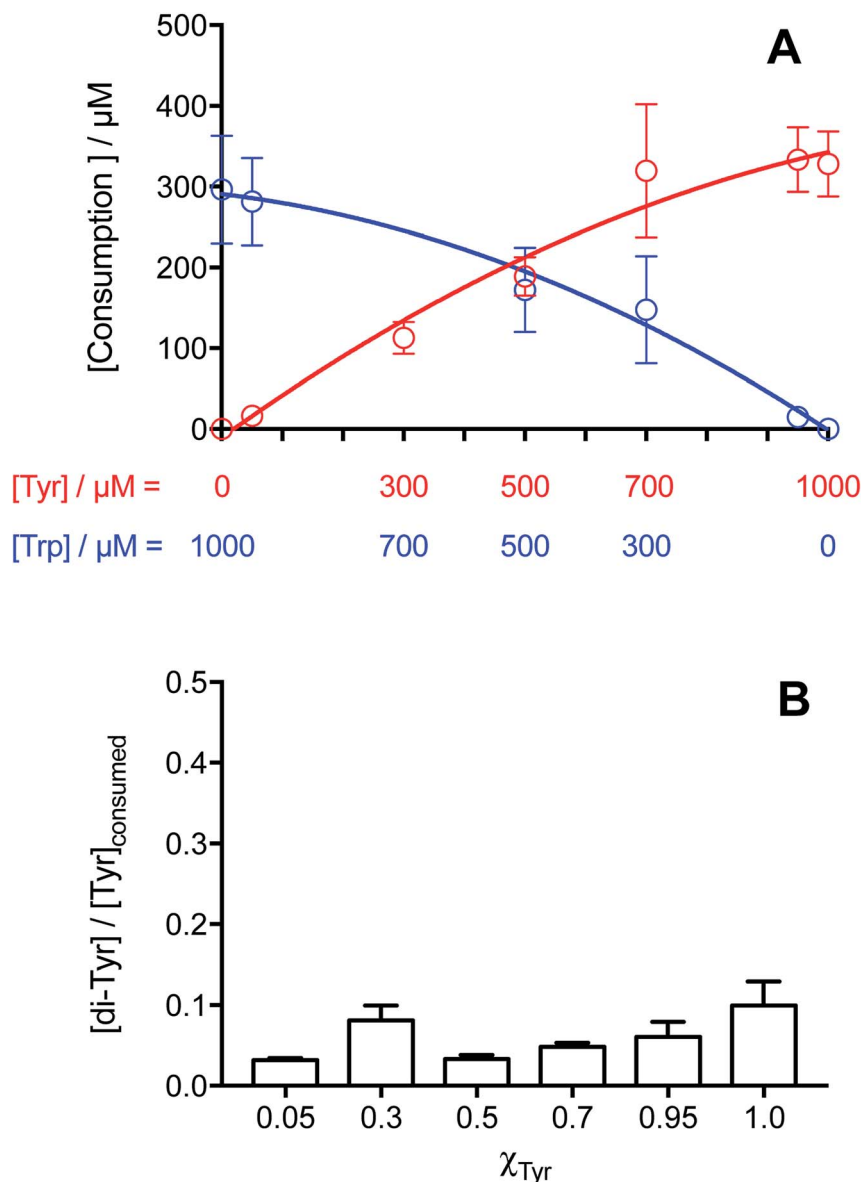 A
500
400
300
200
100
0
[Consumption ] / µM
[Tyr] / µM = 0 300 500 700 1000
[Trp] / µM = 1000 700 500 300 0
B
0.5
0.4
0.3
0.2
0.1
0.0
[di-Tyr] / [Tyr]consumed
0.05 0.3 0.5 0.7 0.95 1.0
χTyr